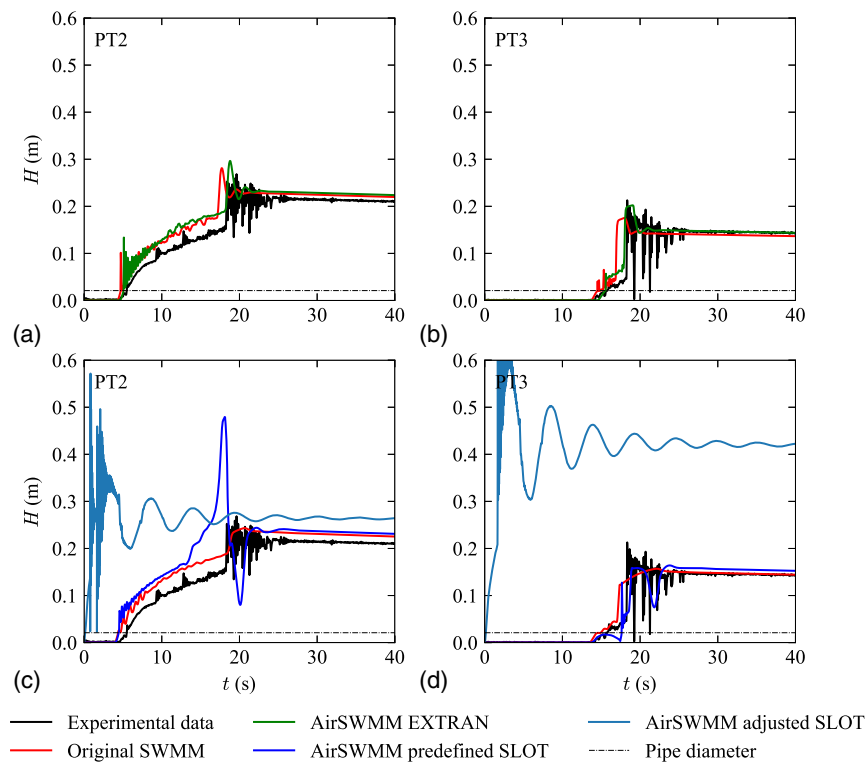 0.6
0.5
0.4
0.3
0.2
0.1
0.0
H (m)
PT2
0 10 20 30 40
(a)
PT3
0 10 20 30 40
(b)
0.6
0.5
0.4
0.3
0.2
0.1
0.0
H (m)
PT2
0 10 20 30 40
t (s)
(c)
PT3
0 10 20 30 40
t (s)
(d)
0.6
0.5
0.4
0.3
0.2
0.1
0.0
0.6
0.5
0.4
0.3
0.2
0.1
0.0
Experimental data
Original SWMM
AirSWMM EXTRAN
AirSWMM predefined SLOT
AirSWMM adjusted SLOT
Pipe diameter